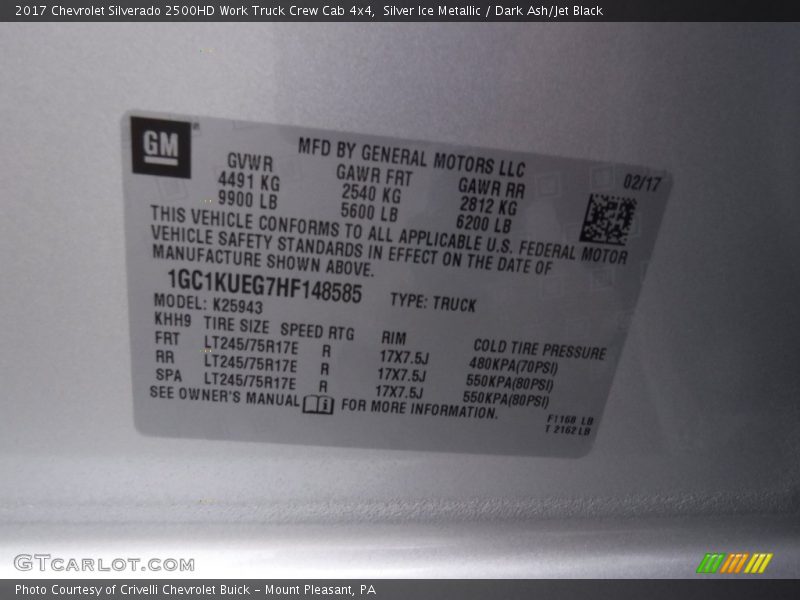 2017 Chevrolet Silverado 2500HD Work Truck Crew Cab 4x4, Silver Ice Metallic / Dark Ash/Jet Black
GM
MFD BY GENERAL MOTORS LLC
02/17
GVWR GAWR FRT GAWR RR
4491 KG 2540 KG 2812 KG
9900 LB 5600 LB 6200 LB
THIS VEHICLE CONFORMS TO ALL APPLICABLE U.S. FEDERAL MOTOR
VEHICLE SAFETY STANDARDS IN EFFECT ON THE DATE OF
MANUFACTURE SHOWN ABOVE.
1GC1KUEG7HF148585 TYPE: TRUCK
MODEL: K25943
KHH9 TIRE SIZE SPEED RTG RIM COLD TIRE PRESSURE
FRT LT245/75R17E R 17X7.5J 480KPA(70PSI)
RR LT245/75R17E R 17X7.5J 550KPA(80PSI)
SPA LT245/75R17E R 17X7.5J 550KPA(80PSI)
SEE OWNER'S MANUAL FOR MORE INFORMATION.
F1168 LB
T 2162 LB
GTCARLOT.COM
Photo Courtesy of Crivelli Chevrolet Buick - Mount Pleasant, PA